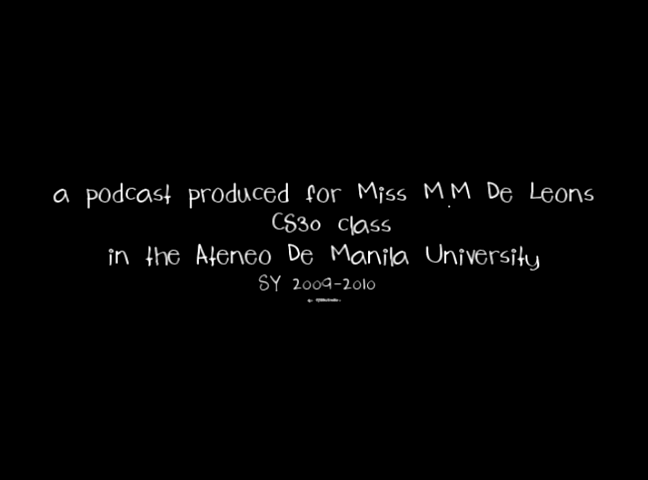 a podcast produced for Miss M.M De Leons
CS30 class
in the Ateneo De Manila University
SY 2009-2010